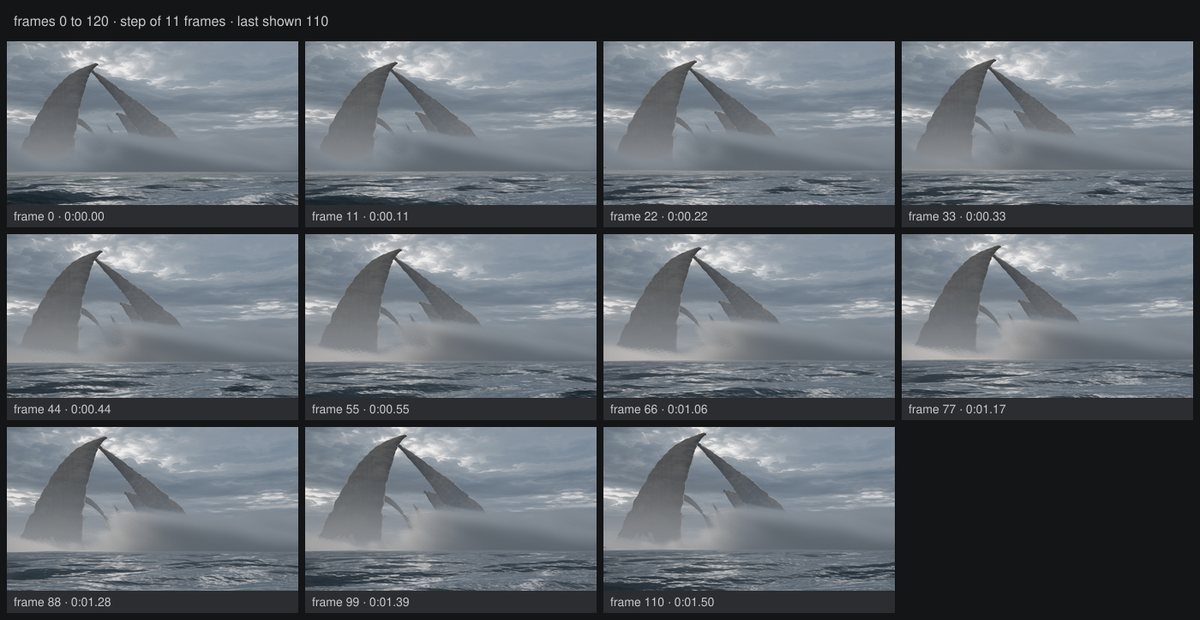 frames 0 to 120 · step of 11 frames · last shown 110
frame 0 · 0:00.00
frame 11 · 0:00.11
frame 22 · 0:00.22
frame 33 · 0:00.33
frame 44 · 0:00.44
frame 55 · 0:00.55
frame 66 · 0:01.06
frame 77 · 0:01.17
frame 88 · 0:01.28
frame 99 · 0:01.39
frame 110 · 0:01.50